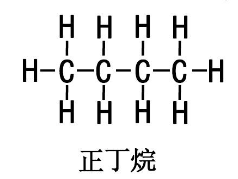 H H H H
H-C-C-C-C-H
H H H H
正丁烷